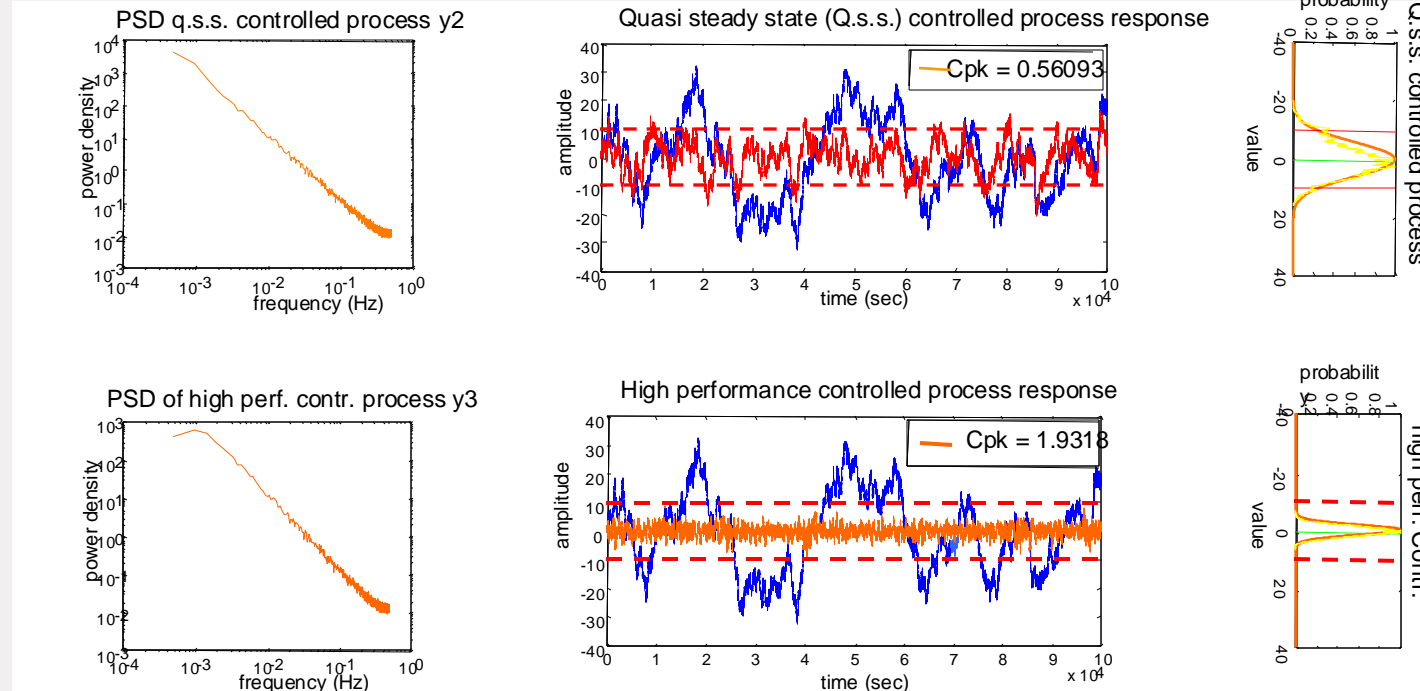 PSD q.s.s. controlled process y2
power density
10^4
10^3
10^2
10^1
10^0
10^-1
10^-2
10^-3
10^-4 10^-3 10^-2 10^-1 10^0
frequency (Hz)
Quasi steady state (Q.s.s.) controlled process response
amplitude
40
30
20
10
0
-10
-20
-30
-40
Cpk = 0.56093
0 1 2 3 4 5 6 7 8 9 10
x 10^4
time (sec)
probability
0 0.2 0.4 0.6 0.8 1
-40
-20
0
20
40
value
Q.s.s. controlled process
PSD of high perf. contr. process y3
power density
10^3
10^2
10^1
10^0
10^-1
10^-2
10^-3
10^-4 10^-3 10^-2 10^-1 10^0
frequency (Hz)
High performance controlled process response
amplitude
40
30
20
10
0
-10
-20
-30
-40
Cpk = 1.9318
0 1 2 3 4 5 6 7 8 9 10
x 10^4
time (sec)
probabilit
y
0.2 0.4 0.6 0.8 1
-40
-20
0
20
40
value
high perf Contr.